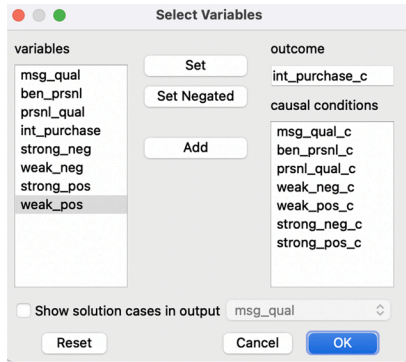 Select Variables
variables
msg_qual
ben_prsnl
prsnl_qual
int_purchase
strong_neg
weak_neg
strong_pos
weak_pos
Set
Set Negated
Add
outcome
int_purchase_c
causal conditions
msg_qual_c
ben_prsnl_c
prsnl_qual_c
weak_neg_c
weak_pos_c
strong_neg_c
strong_pos_c
Show solution cases in output msg_qual
Reset Cancel OK